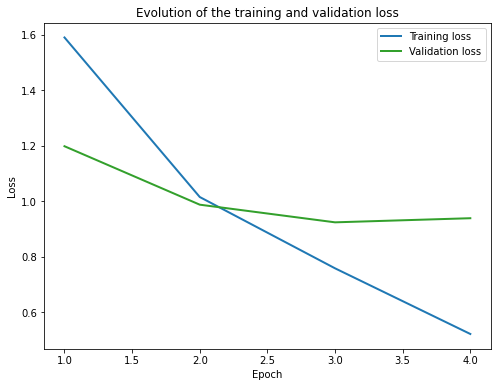 Evolution of the training and validation loss
Training loss
Validation loss
Loss
1.6
1.4
1.2
1.0
0.8
0.6
1.0 1.5 2.0 2.5 3.0 3.5 4.0
Epoch